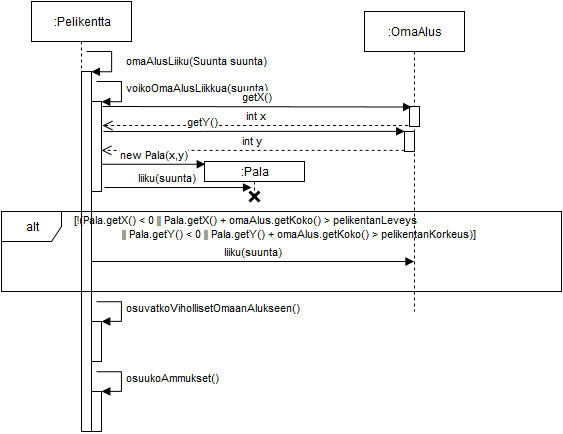 :Pelikentta
:OmaAlus
omaAlusLiiku(Suunta suunta)
voikoOmaAlusLiikkua(suunta)
getX()
int x
getY()
int y
new Pala(x,y)
:Pala
liiku(suunta)
alt
[!(Pala.getX() < 0 || Pala.getX() + omaAlus.getKoko() > pelikentanLeveys
|| Pala.getY() < 0 || Pala.getY() + omaAlus.getKoko() > pelikentanKorkeus)]
liiku(suunta)
osuvatkoVihollisetOmaanAlukseen()
osuukoAmmukset()